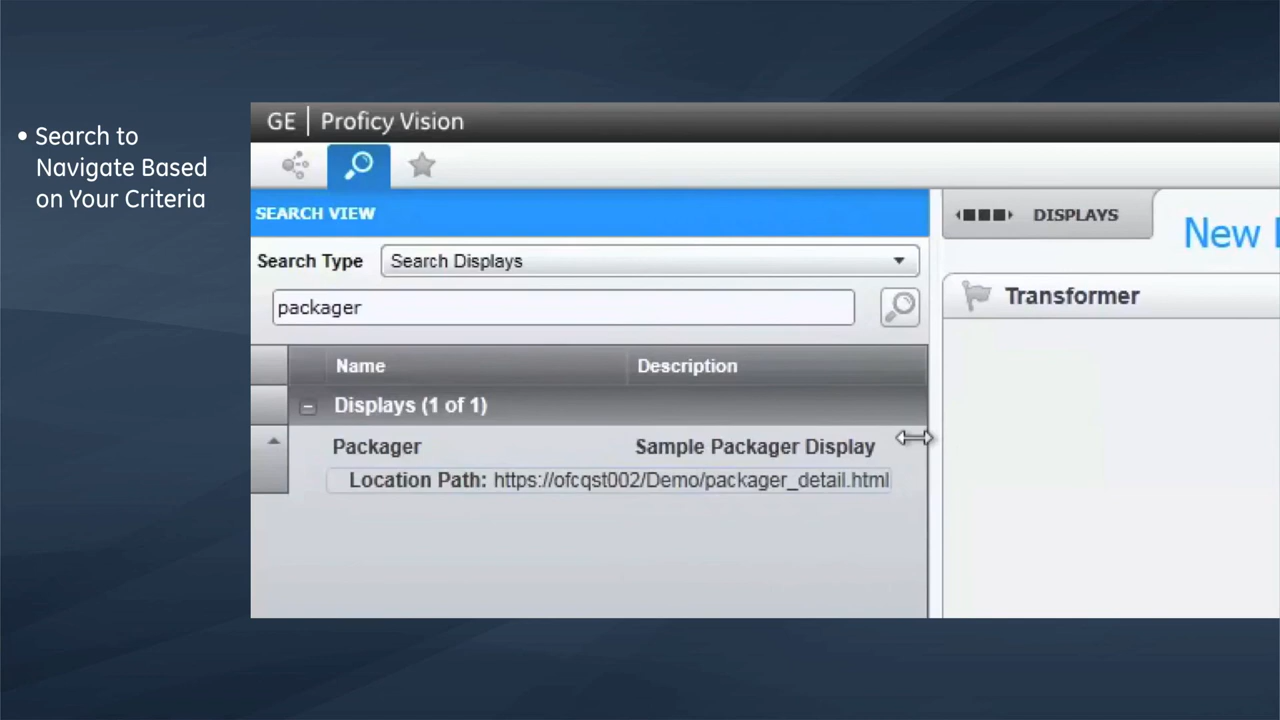 • Search to
Navigate Based
on Your Criteria
GE | Proficy Vision
SEARCH VIEW
Search Type Search Displays
packager
Name Description
Displays (1 of 1)
Packager Sample Packager Display
Location Path: https://ofcqst002/Demo/packager_detail.html
DISPLAYS
New
Transformer